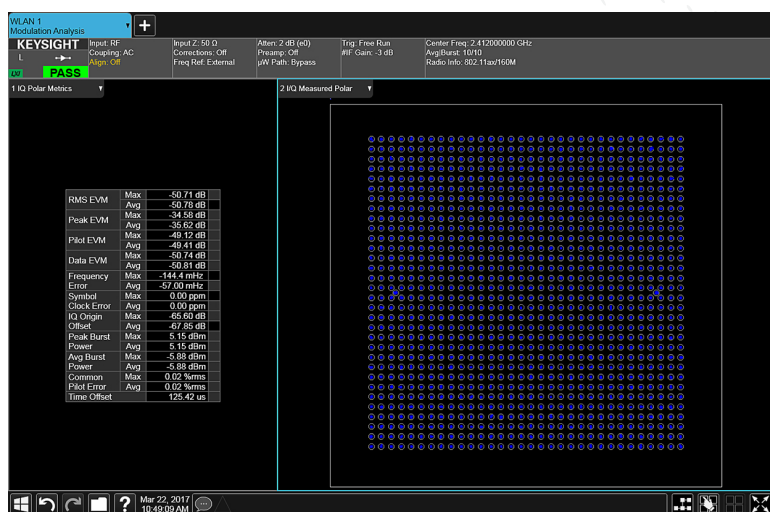 WLAN 1
Modulation Analysis
KEYSIGHT
L
PASS
Input: RF
Coupling: AC
Align: Off
Input Z: 50 Ω
Corrections: Off
Freq Ref: External
Atten: 2 dB (e0)
Preamp: Off
µW Path: Bypass
Trig: Free Run
#IF Gain: -3 dB
Center Freq: 2.412000000 GHz
Avg|Burst: 10/10
Radio Info: 802.11ax/160M
1 IQ Polar Metrics
RMS EVM Max -50.71 dB
Avg -50.78 dB
Peak EVM Max -34.58 dB
Avg -35.62 dB
Pilot EVM Max -49.12 dB
Avg -49.41 dB
Data EVM Max -50.74 dB
Avg -50.81 dB
Frequency Max -144.4 mHz
Error Avg -57.00 mHz
Symbol Max 0.00 ppm
Clock Error Avg 0.00 ppm
IQ Origin Max -65.60 dB
Offset Avg -67.85 dB
Peak Burst Max 5.15 dBm
Power Avg 5.15 dBm
Avg Burst Max -5.88 dBm
Power Avg -5.88 dBm
Common Max 0.02 %rms
Pilot Error Avg 0.02 %rms
Time Offset 125.42 us
2 I/Q Measured Polar
?
Mar 22, 2017
10:49:09 AM